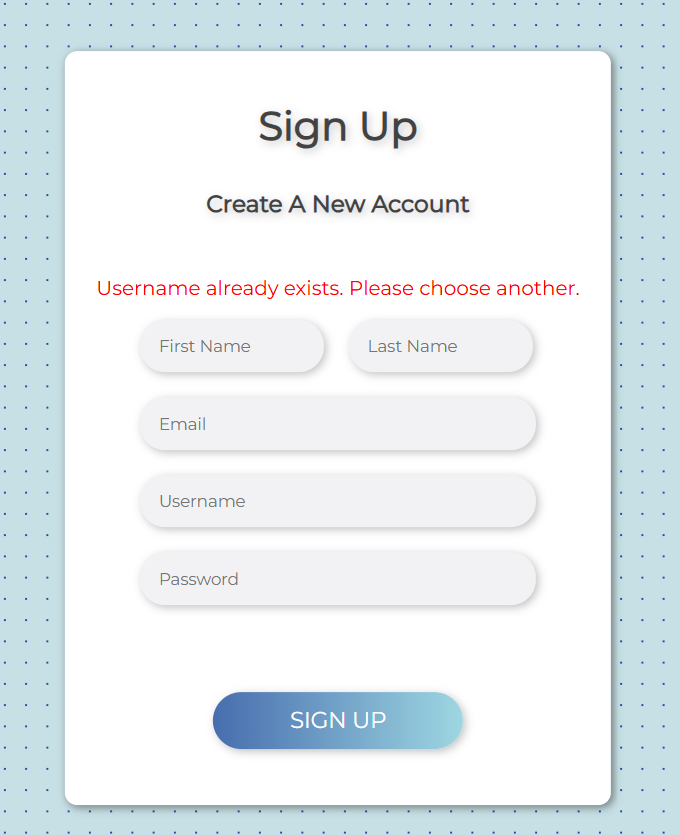 Sign Up
Create A New Account
Username already exists. Please choose another.
First Name Last Name
Email
Username
Password
SIGN UP